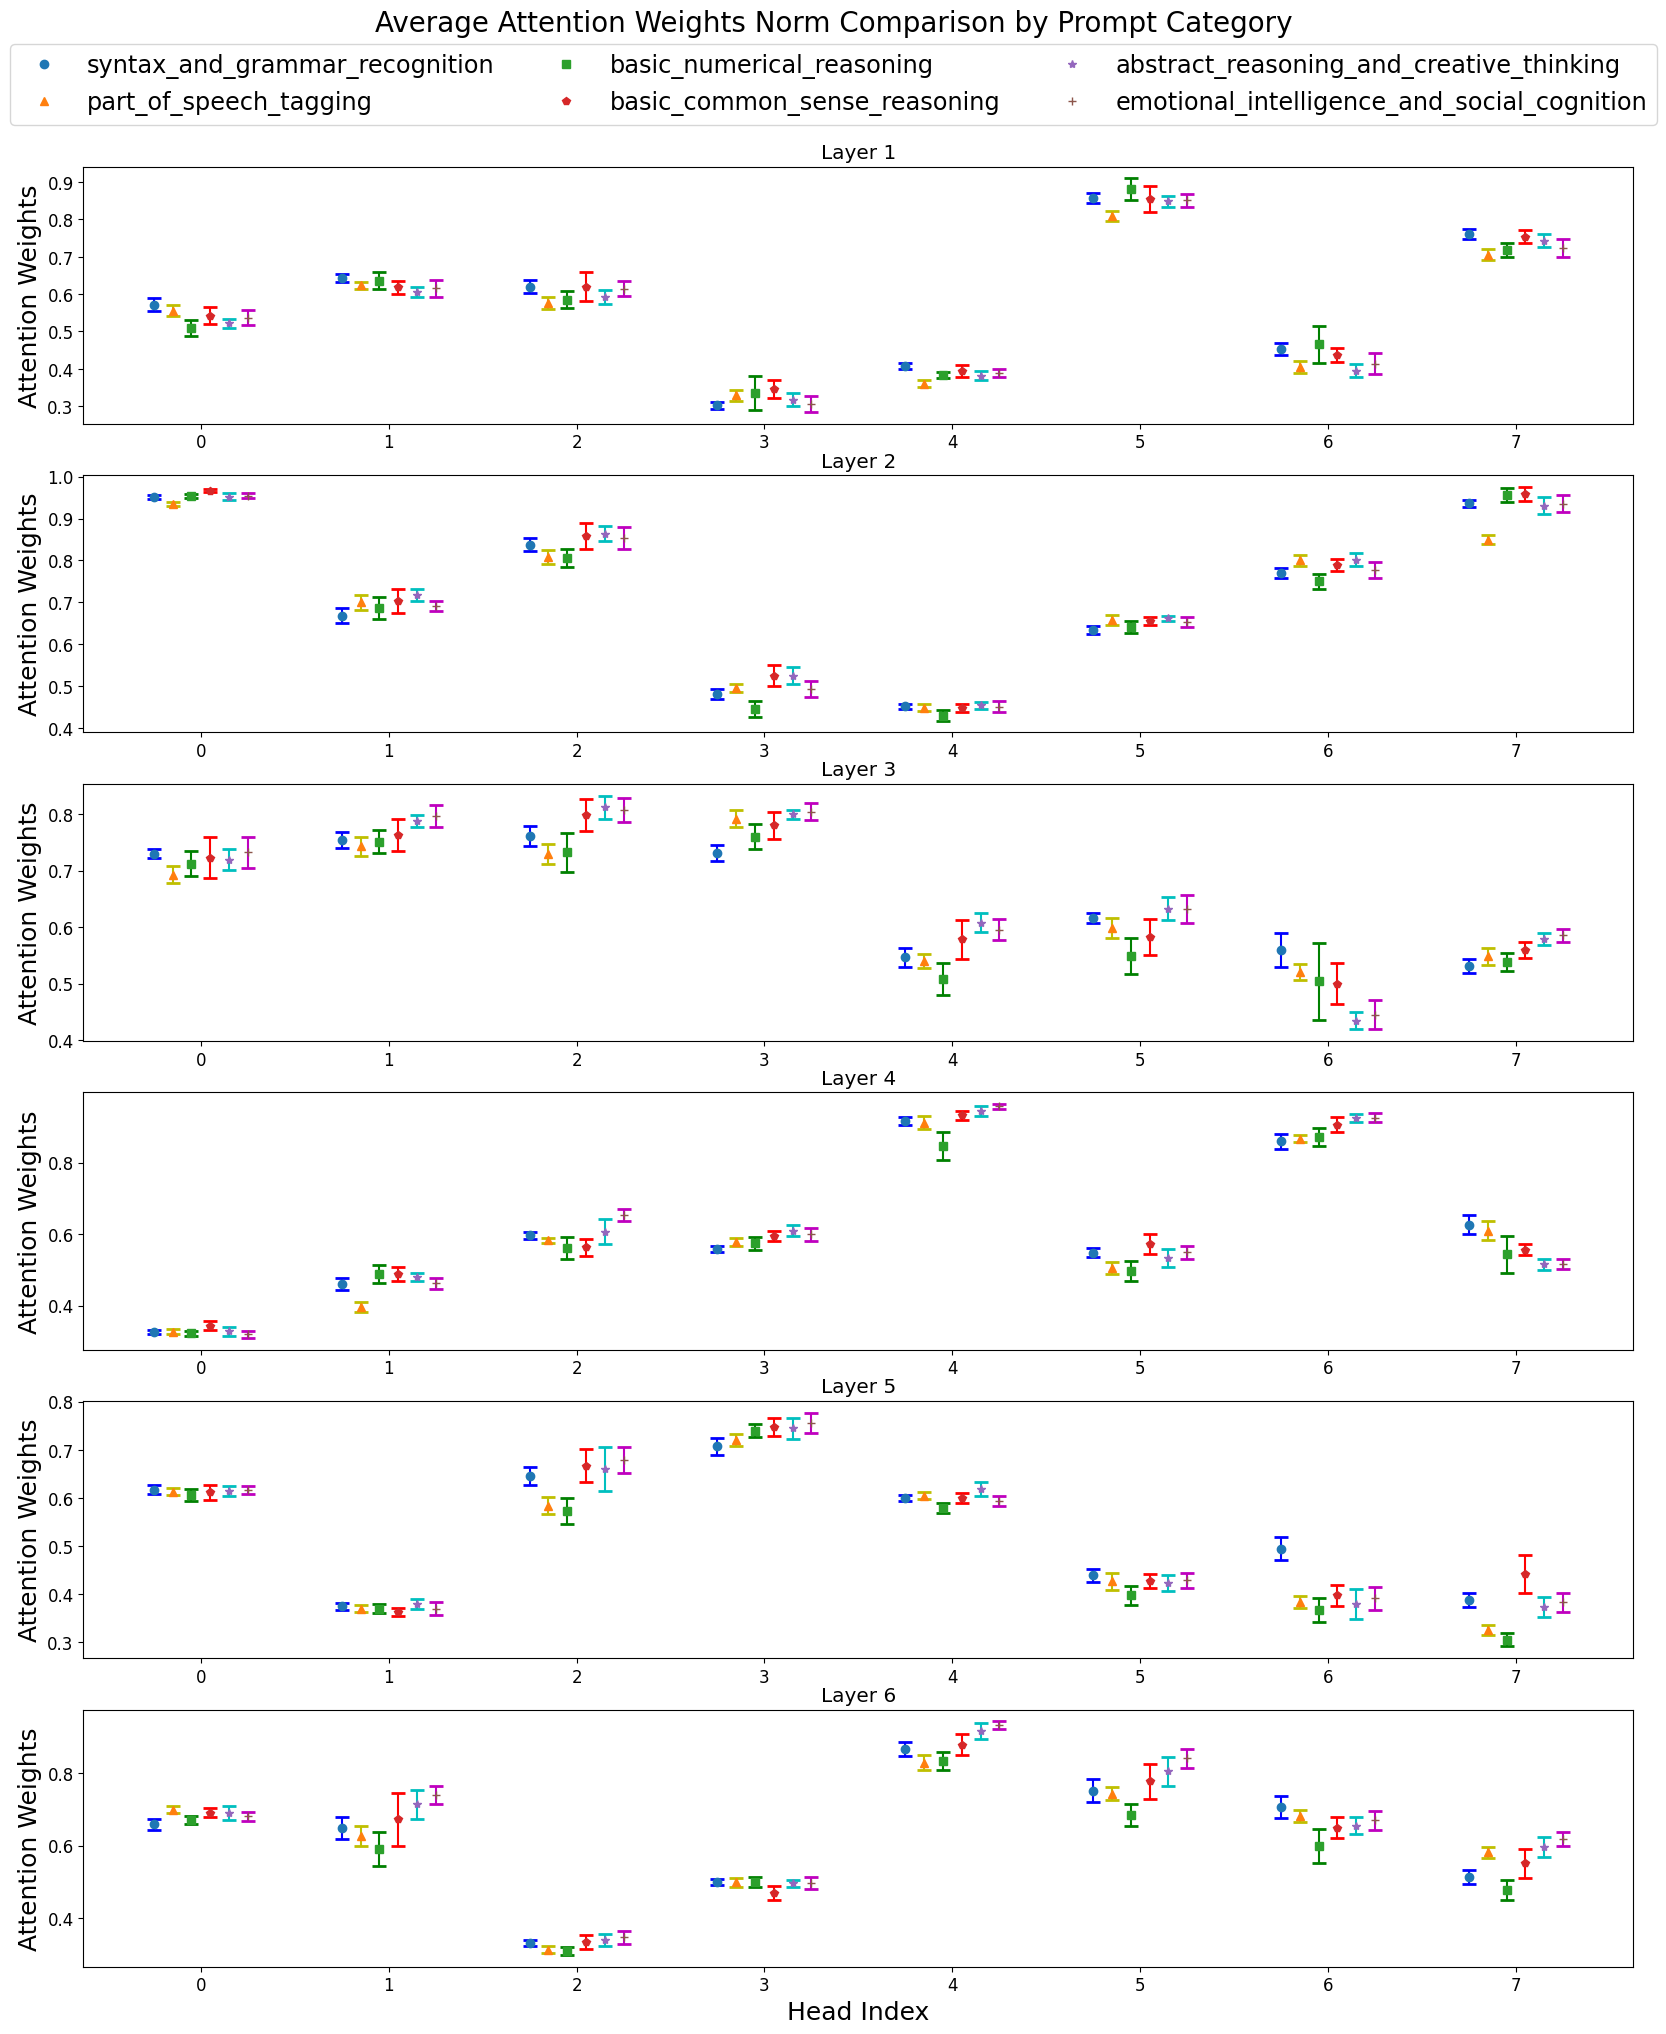 Average Attention Weights Norm Comparison by Prompt Category
syntax_and_grammar_recognition basic_numerical_reasoning abstract_reasoning_and_creative_thinking
part_of_speech_tagging basic_common_sense_reasoning emotional_intelligence_and_social_cognition
Layer 1
Attention Weights
0.9
0.8
0.7
0.6
0.5
0.4
0.3
0 1 2 3 4 5 6 7
Layer 2
Attention Weights
1.0
0.9
0.8
0.7
0.6
0.5
0.4
0 1 2 3 4 5 6 7
Layer 3
Attention Weights
0.8
0.7
0.6
0.5
0.4
0 1 2 3 4 5 6 7
Layer 4
Attention Weights
0.8
0.6
0.4
0 1 2 3 4 5 6 7
Layer 5
Attention Weights
0.8
0.7
0.6
0.5
0.4
0.3
0 1 2 3 4 5 6 7
Layer 6
Attention Weights
0.8
0.6
0.4
0 1 2 3 4 5 6 7
Head Index